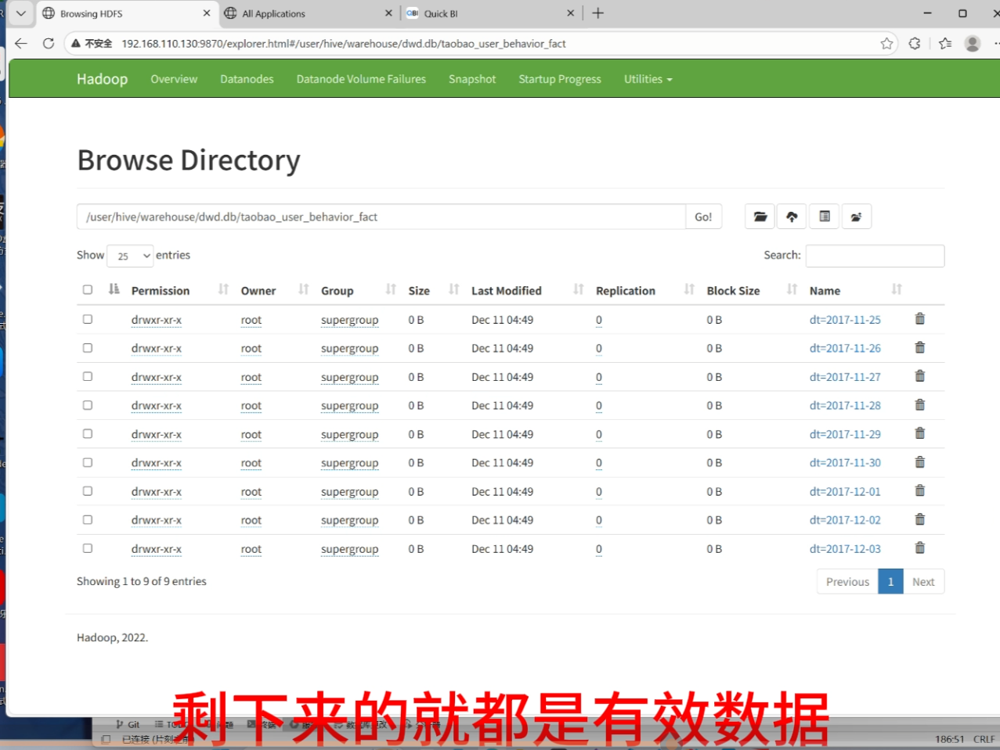 Browsing HDFS
All Applications
Quick BI
不安全 192.168.110.130:9870/explorer.html#/user/hive/warehouse/dwd.db/taobao_user_behavior_fact
Hadoop Overview Datanodes Datanode Volume Failures Snapshot Startup Progress Utilities
Browse Directory
/user/hive/warehouse/dwd.db/taobao_user_behavior_fact Go!
Show 25 entries Search:
Permission Owner Group Size Last Modified Replication Block Size Name
drwxr-xr-x root supergroup 0 B Dec 11 04:49 0 0 B dt=2017-11-25
drwxr-xr-x root supergroup 0 B Dec 11 04:49 0 0 B dt=2017-11-26
drwxr-xr-x root supergroup 0 B Dec 11 04:49 0 0 B dt=2017-11-27
drwxr-xr-x root supergroup 0 B Dec 11 04:49 0 0 B dt=2017-11-28
drwxr-xr-x root supergroup 0 B Dec 11 04:49 0 0 B dt=2017-11-29
drwxr-xr-x root supergroup 0 B Dec 11 04:49 0 0 B dt=2017-11-30
drwxr-xr-x root supergroup 0 B Dec 11 04:49 0 0 B dt=2017-12-01
drwxr-xr-x root supergroup 0 B Dec 11 04:49 0 0 B dt=2017-12-02
drwxr-xr-x root supergroup 0 B Dec 11 04:49 0 0 B dt=2017-12-03
Showing 1 to 9 of 9 entries Previous 1 Next
Hadoop, 2022.
剩下来的就都是有效数据
Git
已连接 186:51 CRLF